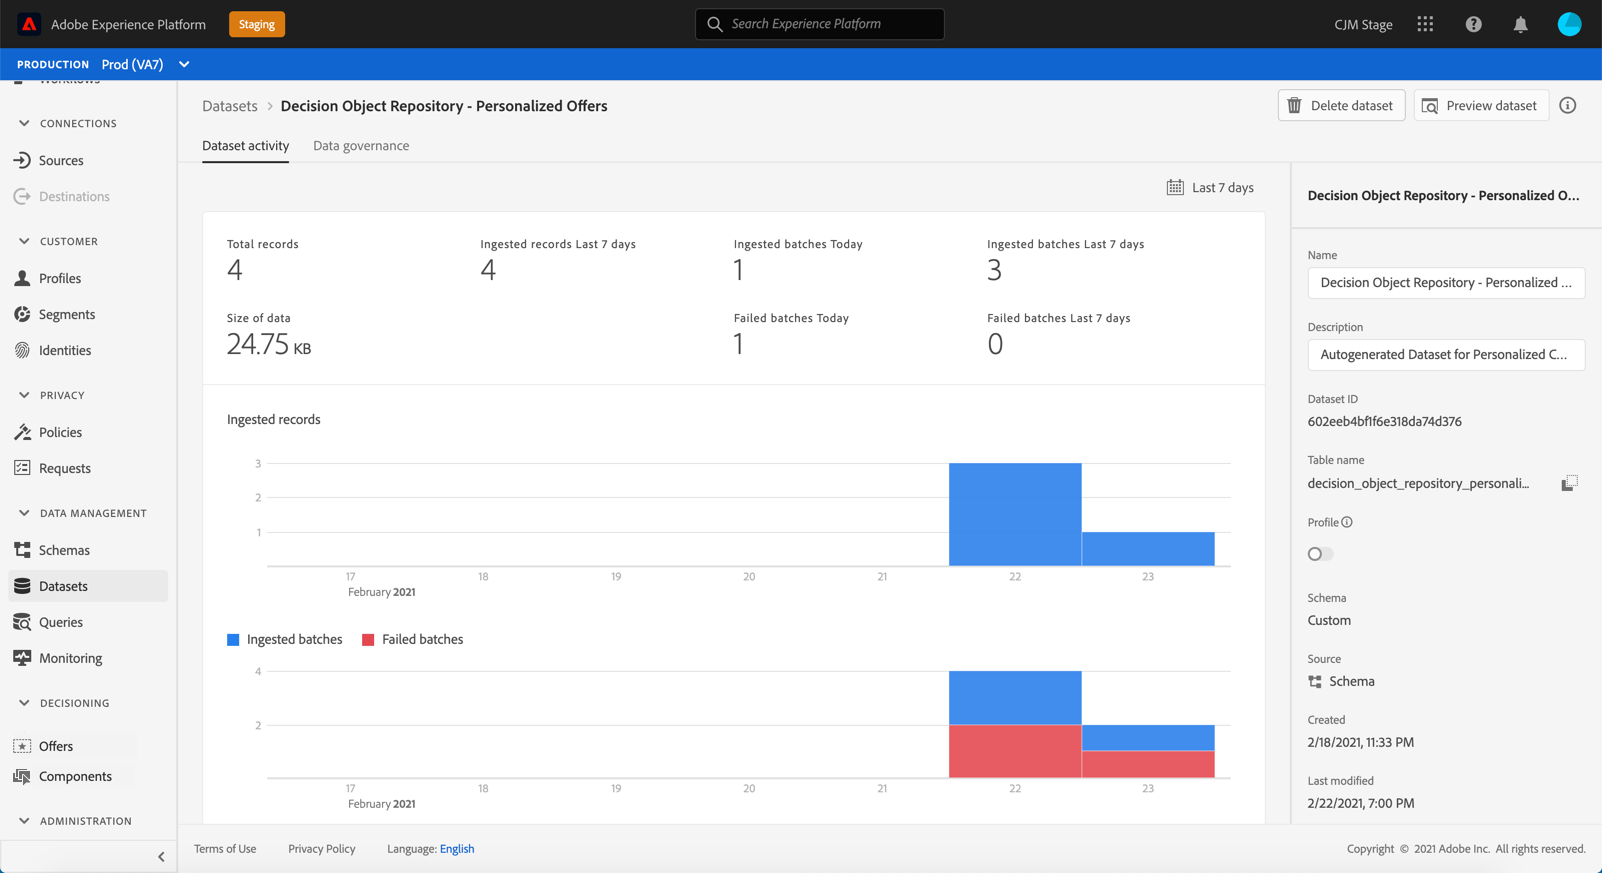 Adobe Experience Platform
Staging
Search Experience Platform
CJM Stage
PRODUCTION Prod (VA7)
Workflows
CONNECTIONS
Sources
Destinations
CUSTOMER
Profiles
Segments
Identities
PRIVACY
Policies
Requests
DATA MANAGEMENT
Schemas
Datasets
Queries
Monitoring
DECISIONING
Offers
Components
ADMINISTRATION
Datasets > Decision Object Repository - Personalized Offers
Delete dataset
Preview dataset
Dataset activity
Data governance
Last 7 days
Total records
4
Ingested records Last 7 days
4
Ingested batches Today
1
Ingested batches Last 7 days
3
Size of data
24.75 KB
Failed batches Today
1
Failed batches Last 7 days
0
Ingested records
3
2
1
17 18 19 20 21 22 23
February 2021
Ingested batches
Failed batches
4
2
17 18 19 20 21 22 23
February 2021
Decision Object Repository - Personalized O...
Name
Decision Object Repository - Personalized ...
Description
Autogenerated Dataset for Personalized C...
Dataset ID
602eeb4bf1f6e318da74d376
Table name
decision_object_repository_personali...
Profile
Schema
Custom
Source
Schema
Created
2/18/2021, 11:33 PM
Last modified
2/22/2021, 7:00 PM
Terms of Use
Privacy Policy
Language: English
Copyright © 2021 Adobe Inc. All rights reserved.